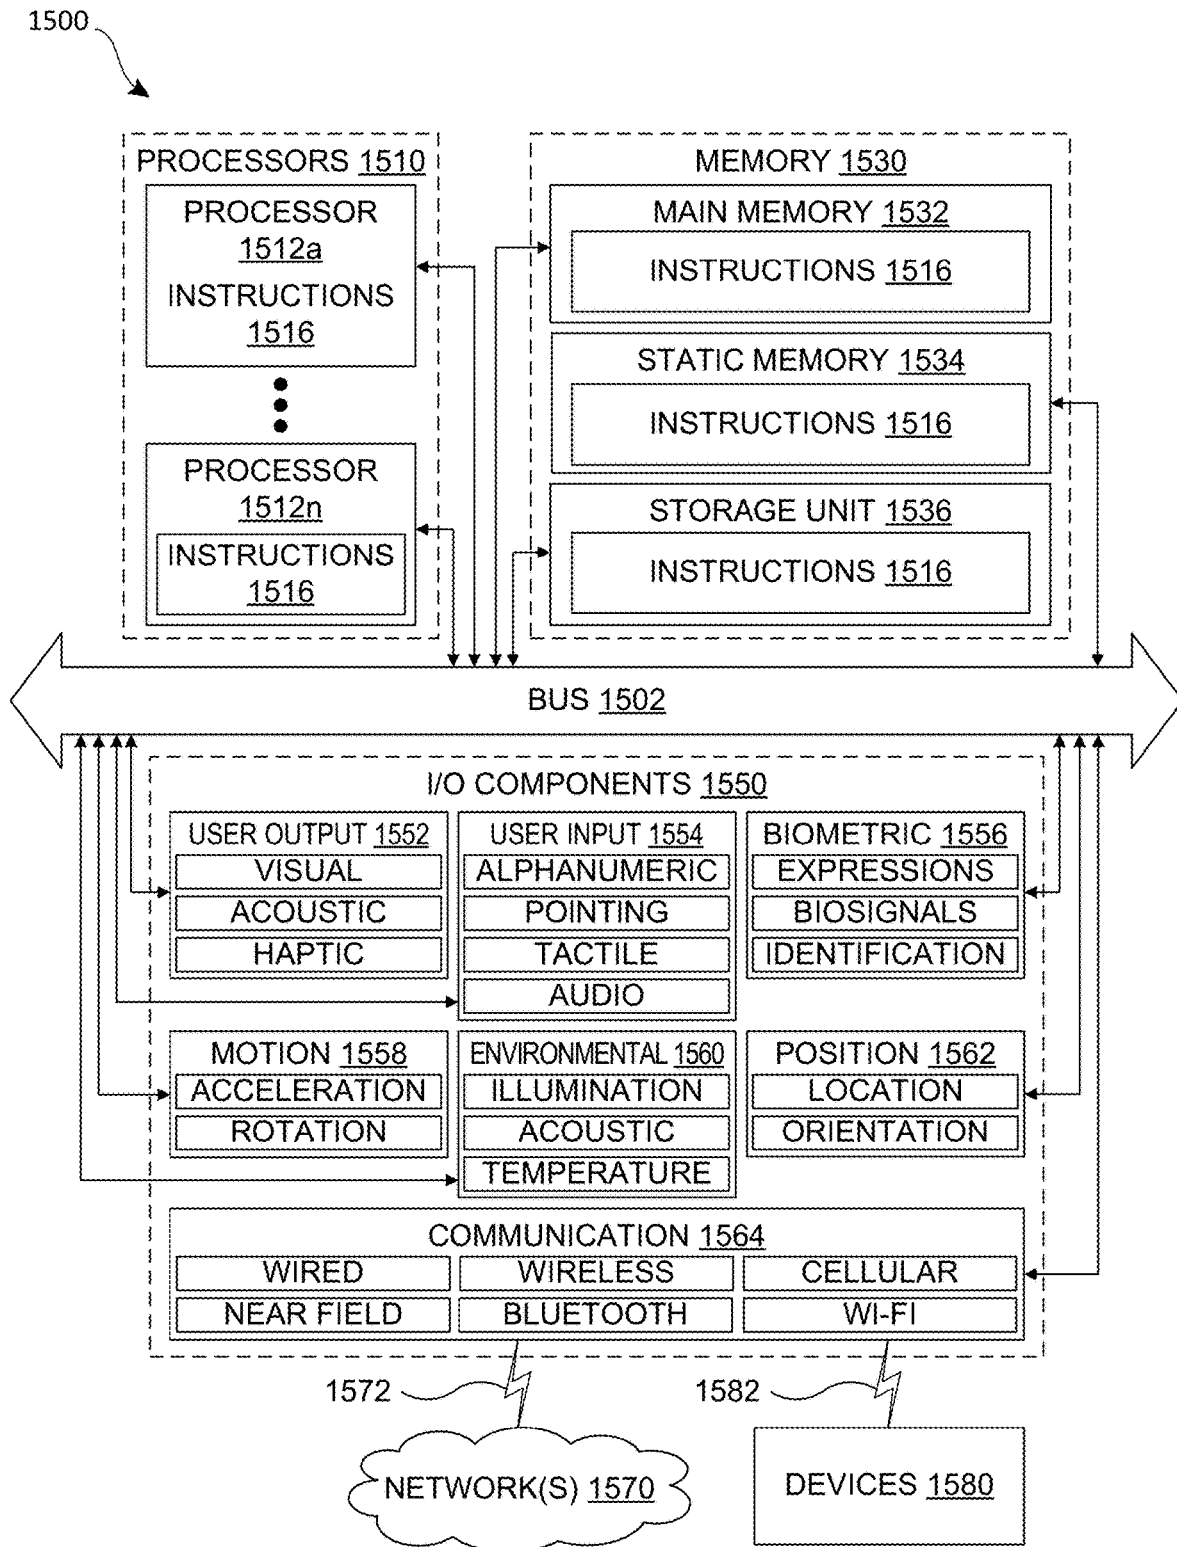 1500
PROCESSORS 1510
PROCESSOR
1512a
INSTRUCTIONS
1516
PROCESSOR
1512n
INSTRUCTIONS
1516
MEMORY 1530
MAIN MEMORY 1532
INSTRUCTIONS 1516
STATIC MEMORY 1534
INSTRUCTIONS 1516
STORAGE UNIT 1536
INSTRUCTIONS 1516
BUS 1502
I/O COMPONENTS 1550
USER OUTPUT 1552
VISUAL
ACOUSTIC
HAPTIC
USER INPUT 1554
ALPHANUMERIC
POINTING
TACTILE
AUDIO
BIOMETRIC 1556
EXPRESSIONS
BIOSIGNALS
IDENTIFICATION
MOTION 1558
ACCELERATION
ROTATION
ENVIRONMENTAL 1560
ILLUMINATION
ACOUSTIC
TEMPERATURE
POSITION 1562
LOCATION
ORIENTATION
COMMUNICATION 1564
WIRED
WIRELESS
CELLULAR
NEAR FIELD
BLUETOOTH
WI-FI
1572
1582
NETWORK(S) 1570
DEVICES 1580